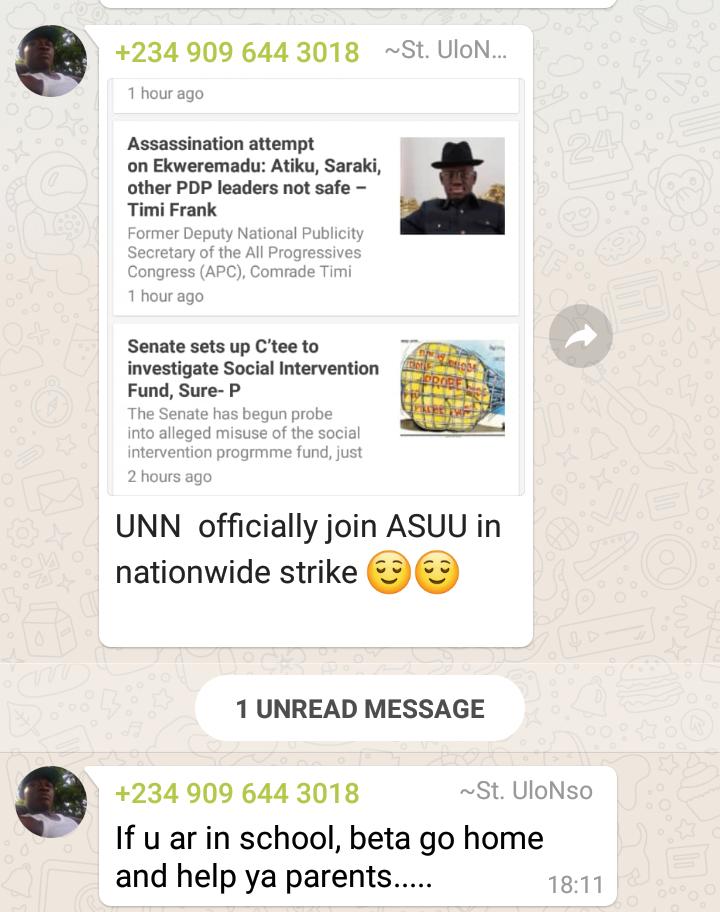 +234 909 644 3018 ~St. UloN...
1 hour ago
Assassination attempt
on Ekweremadu: Atiku, Saraki,
other PDP leaders not safe –
Timi Frank
Former Deputy National Publicity
Secretary of the All Progressives
Congress (APC), Comrade Timi
1 hour ago
Senate sets up C'tee to
investigate Social Intervention
Fund, Sure- P
The Senate has begun probe
into alleged misuse of the social
intervention progrmme fund, just
2 hours ago
PROBE
UNN officially join ASUU in
nationwide strike 😌😌
1 UNREAD MESSAGE
+234 909 644 3018 ~St. UloNso
If u ar in school, beta go home
and help ya parents.....
18:11